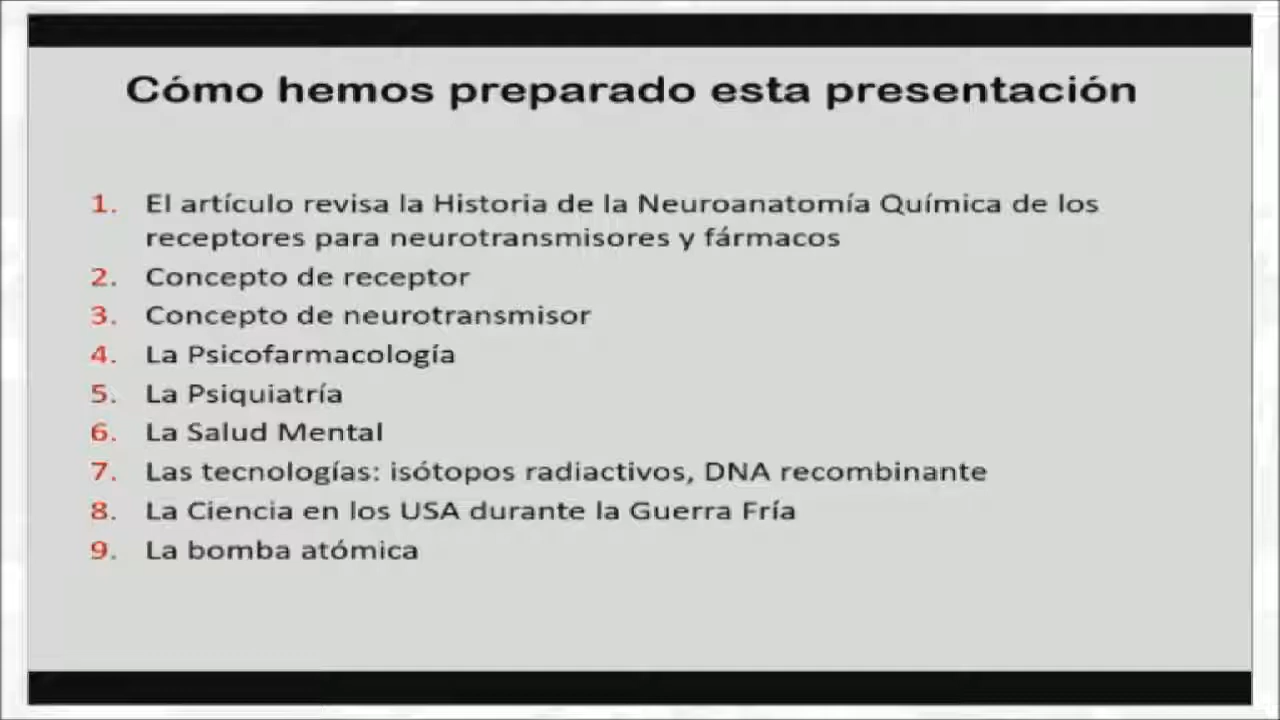 Cómo hemos preparado esta presentación
1. El artículo revisa la Historia de la Neuroanatomía Química de los
receptores para neurotransmisores y fármacos
2. Concepto de receptor
3. Concepto de neurotransmisor
4. La Psicofarmacología
5. La Psiquiatría
6. La Salud Mental
7. Las tecnologías: isótopos radiactivos, DNA recombinante
8. La Ciencia en los USA durante la Guerra Fría
9. La bomba atómica